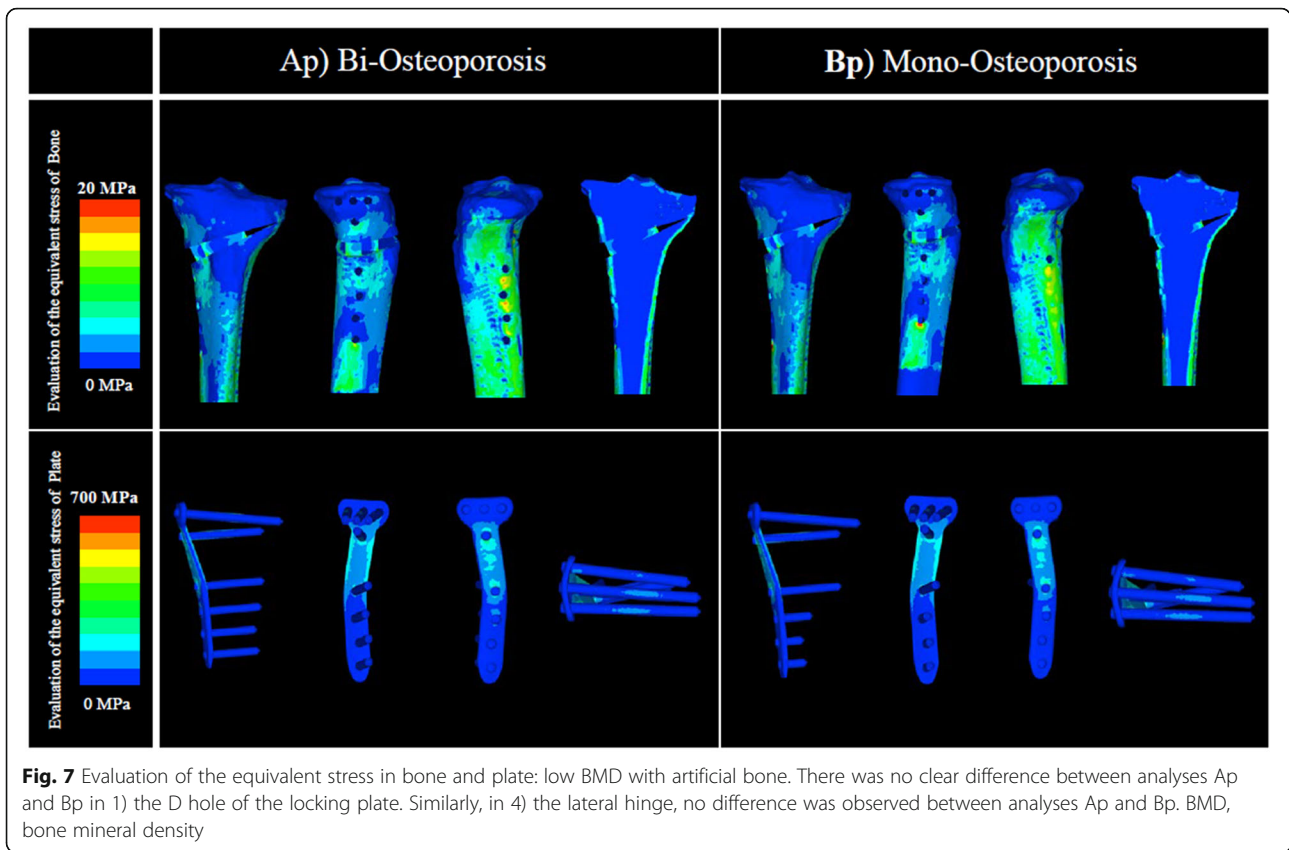 Ap) Bi-Osteoporosis
Bp) Mono-Osteoporosis
Evaluation of the equivalent stress of Bone
20 MPa
0 MPa
Evaluation of the equivalent stress of Plate
700 MPa
0 MPa
Fig. 7 Evaluation of the equivalent stress in bone and plate: low BMD with artificial bone. There was no clear difference between analyses Ap
and Bp in 1) the D hole of the locking plate. Similarly, in 4) the lateral hinge, no difference was observed between analyses Ap and Bp. BMD,
bone mineral density